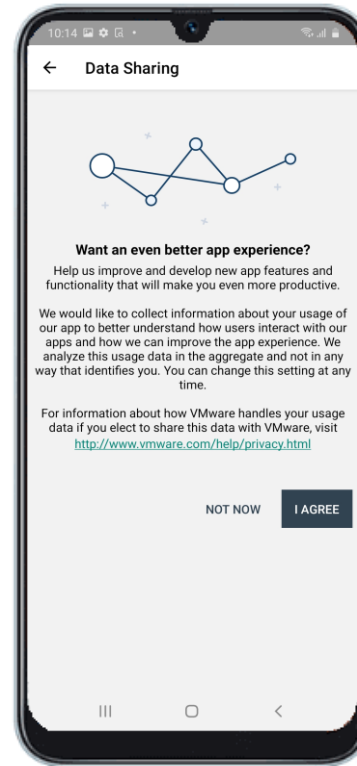 10:14
Data Sharing
Want an even better app experience?
Help us improve and develop new app features and
functionality that will make you even more productive.
We would like to collect information about your usage of
our app to better understand how users interact with our
apps and how we can improve the app experience. We
analyze this usage data in the aggregate and not in any
way that identifies you. You can change this setting at any
time.
For information about how VMware handles your usage
data if you elect to share this data with VMware, visit
http://www.vmware.com/help/privacy.html
NOT NOW
I AGREE